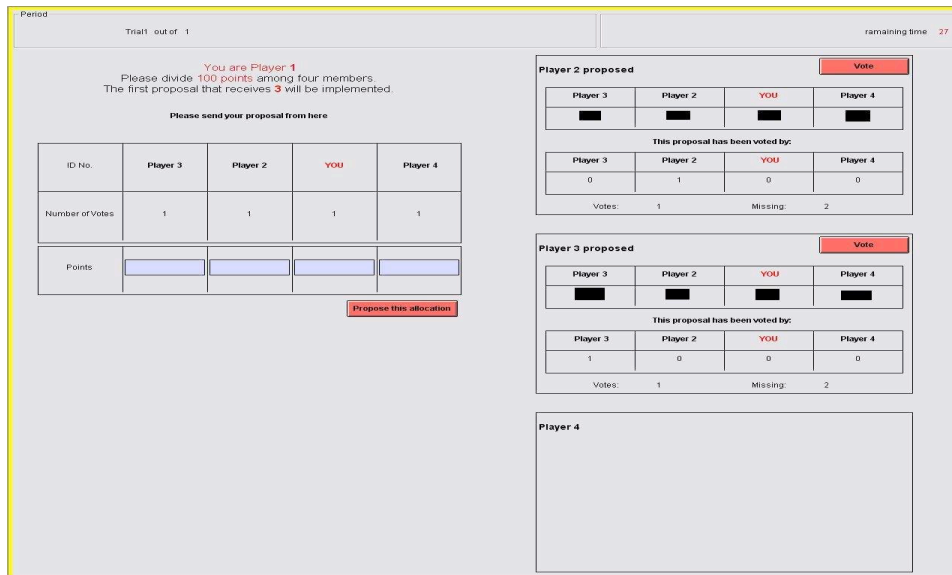 Period
Trial1 out of 1
ramaining time 27
You are Player 1
Please divide 100 points among four members.
The first proposal that receives 3 will be implemented.
Please send your proposal from here
ID No. Player 3 Player 2 YOU Player 4
Number of Votes 1 1 1 1
Points
Propose this allocation
Player 2 proposed Vote
Player 3 Player 2 YOU Player 4
This proposal has been voted by:
Player 3 Player 2 YOU Player 4
0 1 0 0
Votes: 1 Missing: 2
Player 3 proposed Vote
Player 3 Player 2 YOU Player 4
This proposal has been voted by:
Player 3 Player 2 YOU Player 4
1 0 0 0
Votes: 1 Missing: 2
Player 4